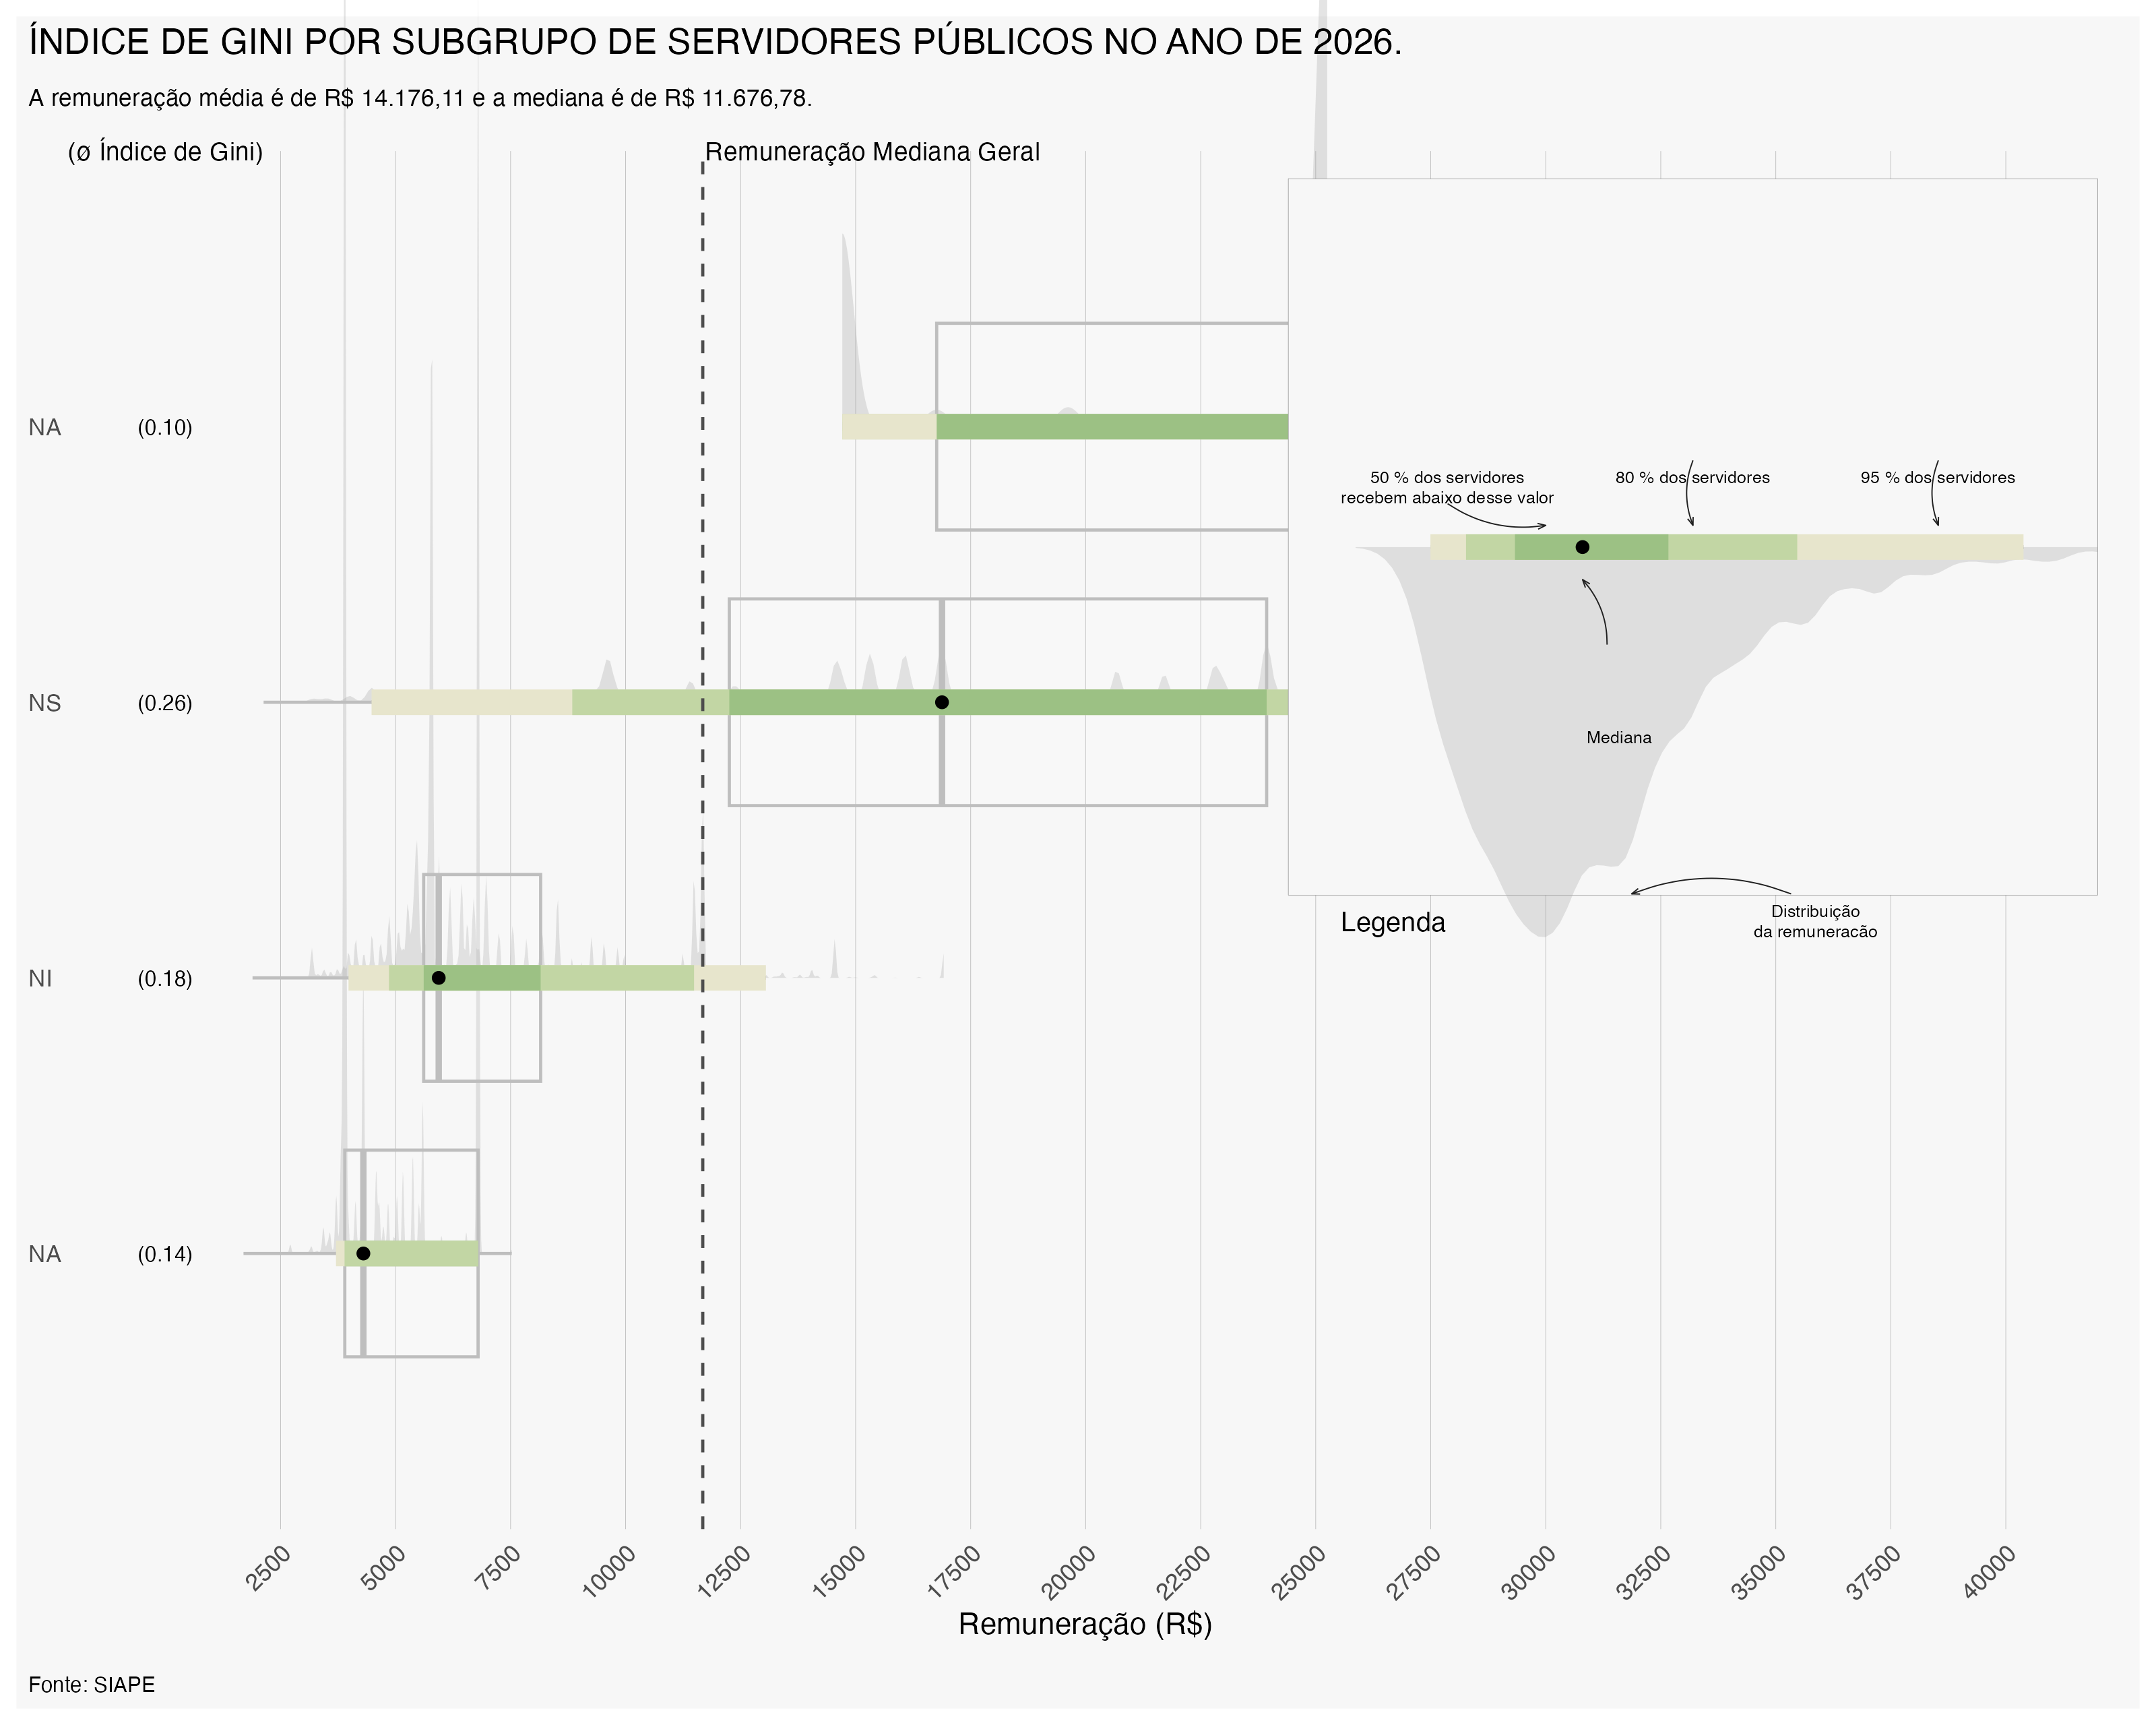 ÍNDICE DE GINI POR SUBGRUPO DE SERVIDORES PÚBLICOS NO ANO DE 2026.
A remuneração média é de R$ 14.176,11 e a mediana é de R$ 11.676,78.
(ø Índice de Gini)
Remuneração Mediana Geral
NA (0.10)
50 % dos servidores
recebem abaixo desse valor
80 % dos servidores
95 % dos servidores
NS (0.26)
Mediana
Distribuição
da remuneração
Legenda
NI (0.18)
NA (0.14)
2500 5000 7500 10000 12500 15000 17500 20000 22500 25000 27500 30000 32500 35000 37500 40000
Remuneração (R$)
Fonte: SIAPE